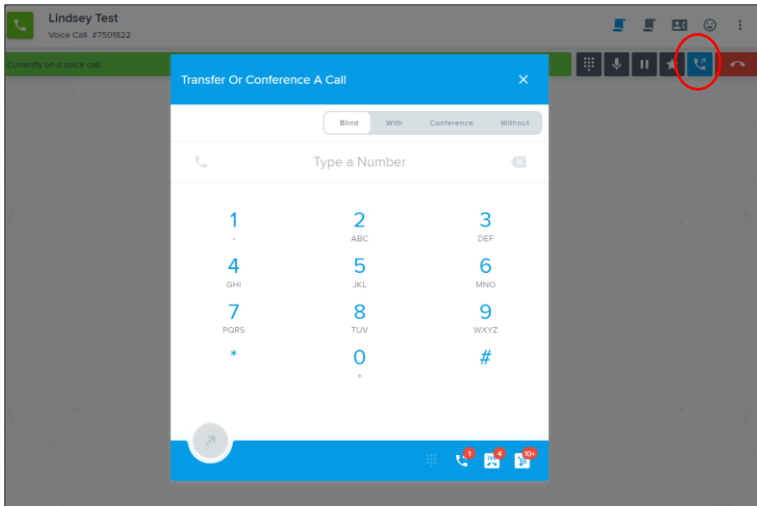 Lindsey Test
Voice Call #7501822
Currently on a voice call
Transfer Or Conference A Call
Blind With Conference Without
Type a Number
1 2 3
- ABC DEF
4 5 6
GHI JKL MNO
7 8 9
PQRS TUV WXYZ
* 0 #
+
1 4 10+